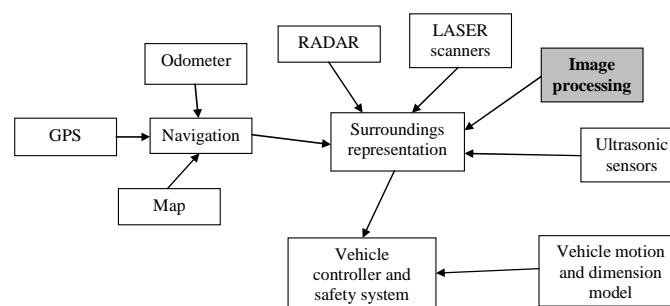 RADAR
LASER
scanners
Image
processing
Odometer
GPS
Navigation
Surroundings
representation
Ultrasonic
sensors
Map
Vehicle
controller and
safety system
Vehicle motion
and dimension
model